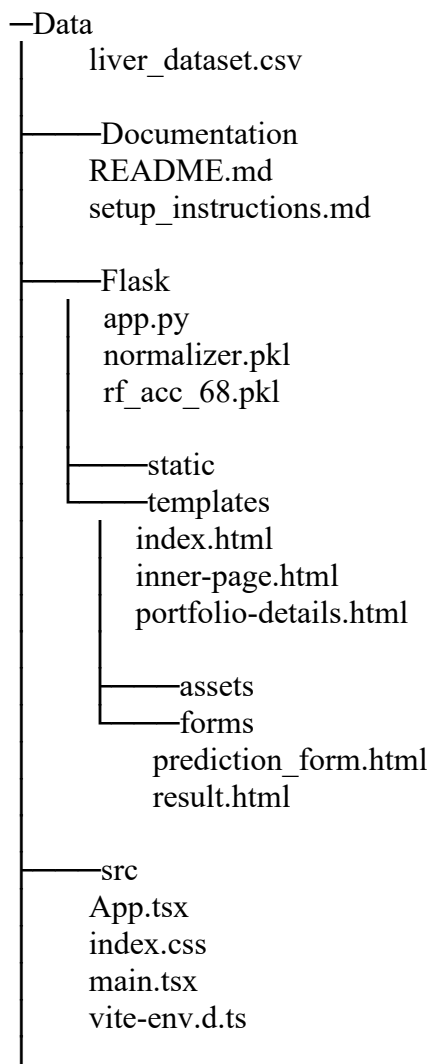 Data
liver_dataset.csv
Documentation
README.md
setup_instructions.md
Flask
app.py
normalizer.pkl
rf_acc_68.pkl
static
templates
index.html
inner-page.html
portfolio-details.html
assets
forms
prediction_form.html
result.html
src
App.tsx
index.css
main.tsx
vite-env.d.ts